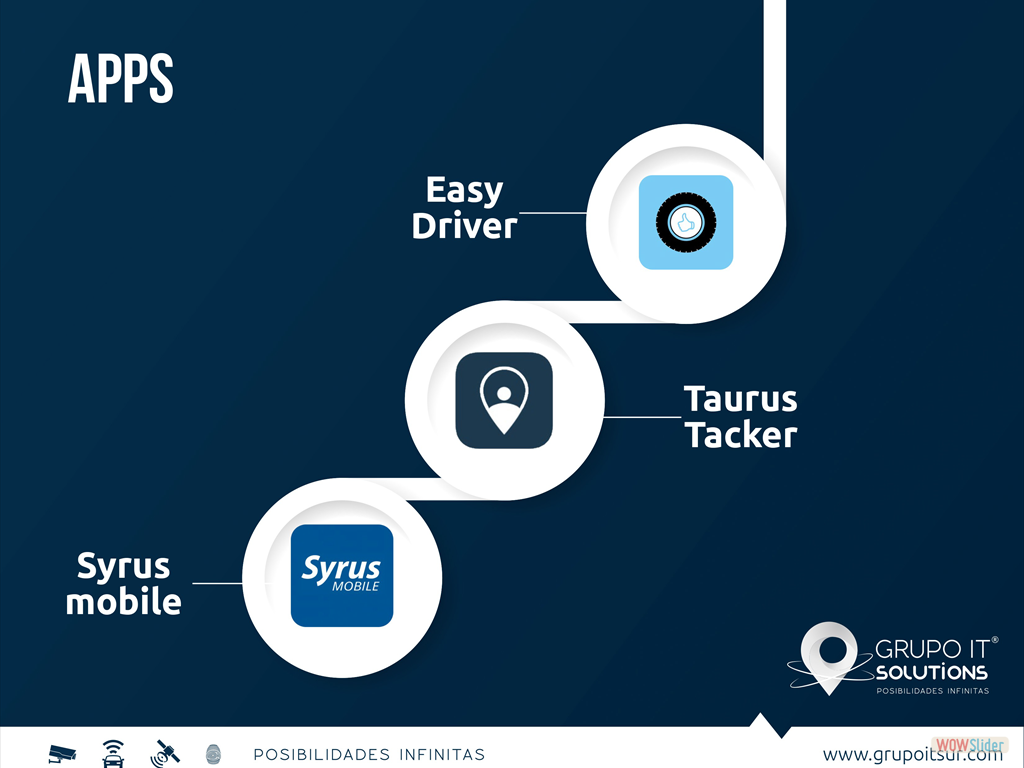 APPS
Easy
Driver
Taurus
Tacker
Syrus
MOBILE
Syrus
mobile
GRUPO IT®
SOLUTIONS
POSIBILIDADES INFINITAS
POSIBILIDADES INFINITAS
www.grupoitsur.com
WOWSlider